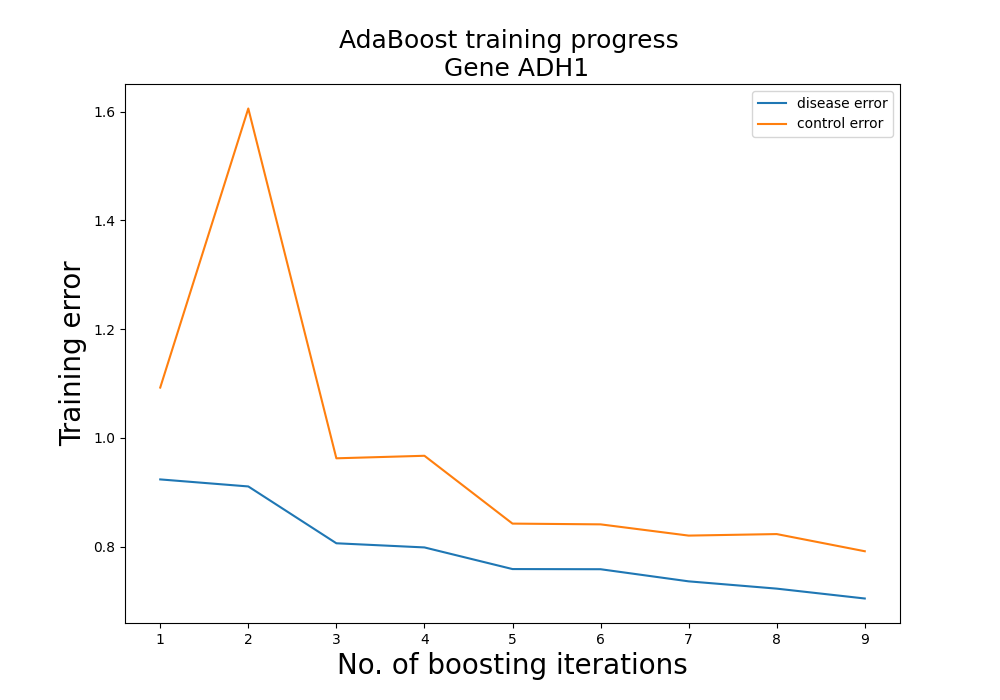 AdaBoost training progress
Gene ADH1
disease error
control error
Training error
1.6
1.4
1.2
1.0
0.8
1 2 3 4 5 6 7 8 9
No. of boosting iterations